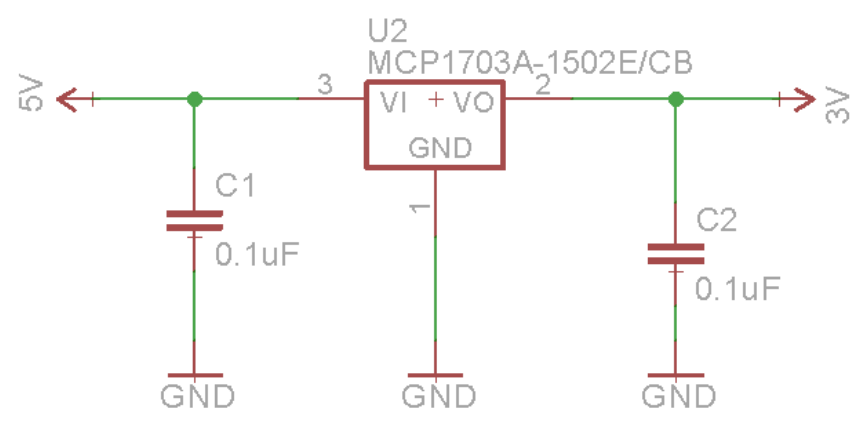 U2
MCP1703A-1502E/CB
5V
3
VI
VO
2
3V
GND
1
C1
0.1uF
C2
0.1uF
GND
GND
GND